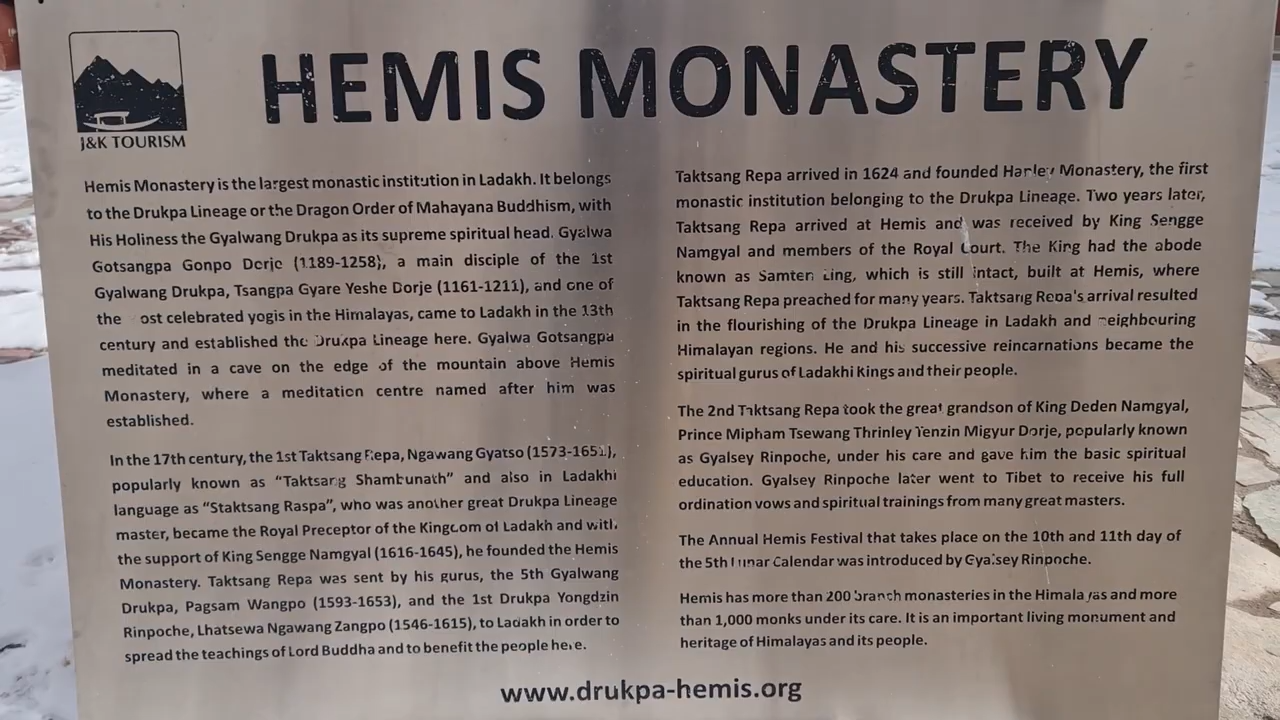 J&K TOURISM
HEMIS MONASTERY
Hemis Monastery is the largest monastic institution in Ladakh. It belongs
to the Drukpa Lineage or the Dragon Order of Mahayana Buddhism, with
His Holiness the Gyalwang Drukpa as its supreme spiritual head. Gyalwa
Gotsangpa Gonpo Dorje (1189-1258), a main disciple of the 1st
Gyalwang Drukpa, Tsangpa Gyare Yeshe Dorje (1161-1211), and one of
the ost celebrated yogis in the Himalayas, came to Ladakh in the 13th
century and established the Drukpa Lineage here. Gyalwa Gotsangpa
meditated in a cave on the edge of the mountain above Hemis
Monastery, where a meditation centre named after him was
established.
In the 17th century, the 1st Taktsang Repa, Ngawang Gyatso (1573-1651),
popularly known as "Taktsang Shambunath" and also in Ladakhi
language as "Staktsang Raspa", who was another great Drukpa Lineage
master, became the Royal Preceptor of the Kingdom of Ladakh and with
the support of King Sengge Namgyal (1616-1645), he founded the Hemis
Monastery. Taktsang Repa was sent by his gurus, the 5th Gyalwang
Drukpa, Pagsam Wangpo (1593-1653), and the 1st Drukpa Yongdzin
Rinpoche, Lhatsewa Ngawang Zangpo (1546-1615), to Ladakh in order to
spread the teachings of Lord Buddha and to benefit the people here.
Taktsang Repa arrived in 1624 and founded Hanley Monastery, the first
monastic institution belonging to the Drukpa Lineage. Two years later,
Taktsang Repa arrived at Hemis and was received by King Sengge
Namgyal and members of the Royal Court. The King had the abode
known as Samten Ling, which is still intact, built at Hemis, where
Taktsang Repa preached for many years. Taktsang Repa's arrival resulted
in the flourishing of the Drukpa Lineage in Ladakh and neighbouring
Himalayan regions. He and his successive reincarnations became the
spiritual gurus of Ladakhi Kings and their people.
The 2nd Taktsang Repa took the great grandson of King Deden Namgyal,
Prince Mipham Tsewang Thrinley Tenzin Migyur Dorje, popularly known
as Gyalsey Rinpoche, under his care and gave him the basic spiritual
education. Gyalsey Rinpoche later went to Tibet to receive his full
ordination vows and spiritual trainings from many great masters.
The Annual Hemis Festival that takes place on the 10th and 11th day of
the 5th Lunar Calendar was introduced by Gyalsey Rinpoche.
Hemis has more than 200 branch monasteries in the Himalayas and more
than 1,000 monks under its care. It is an important living monument and
heritage of Himalayas and its people.
www.drukpa-hemis.org